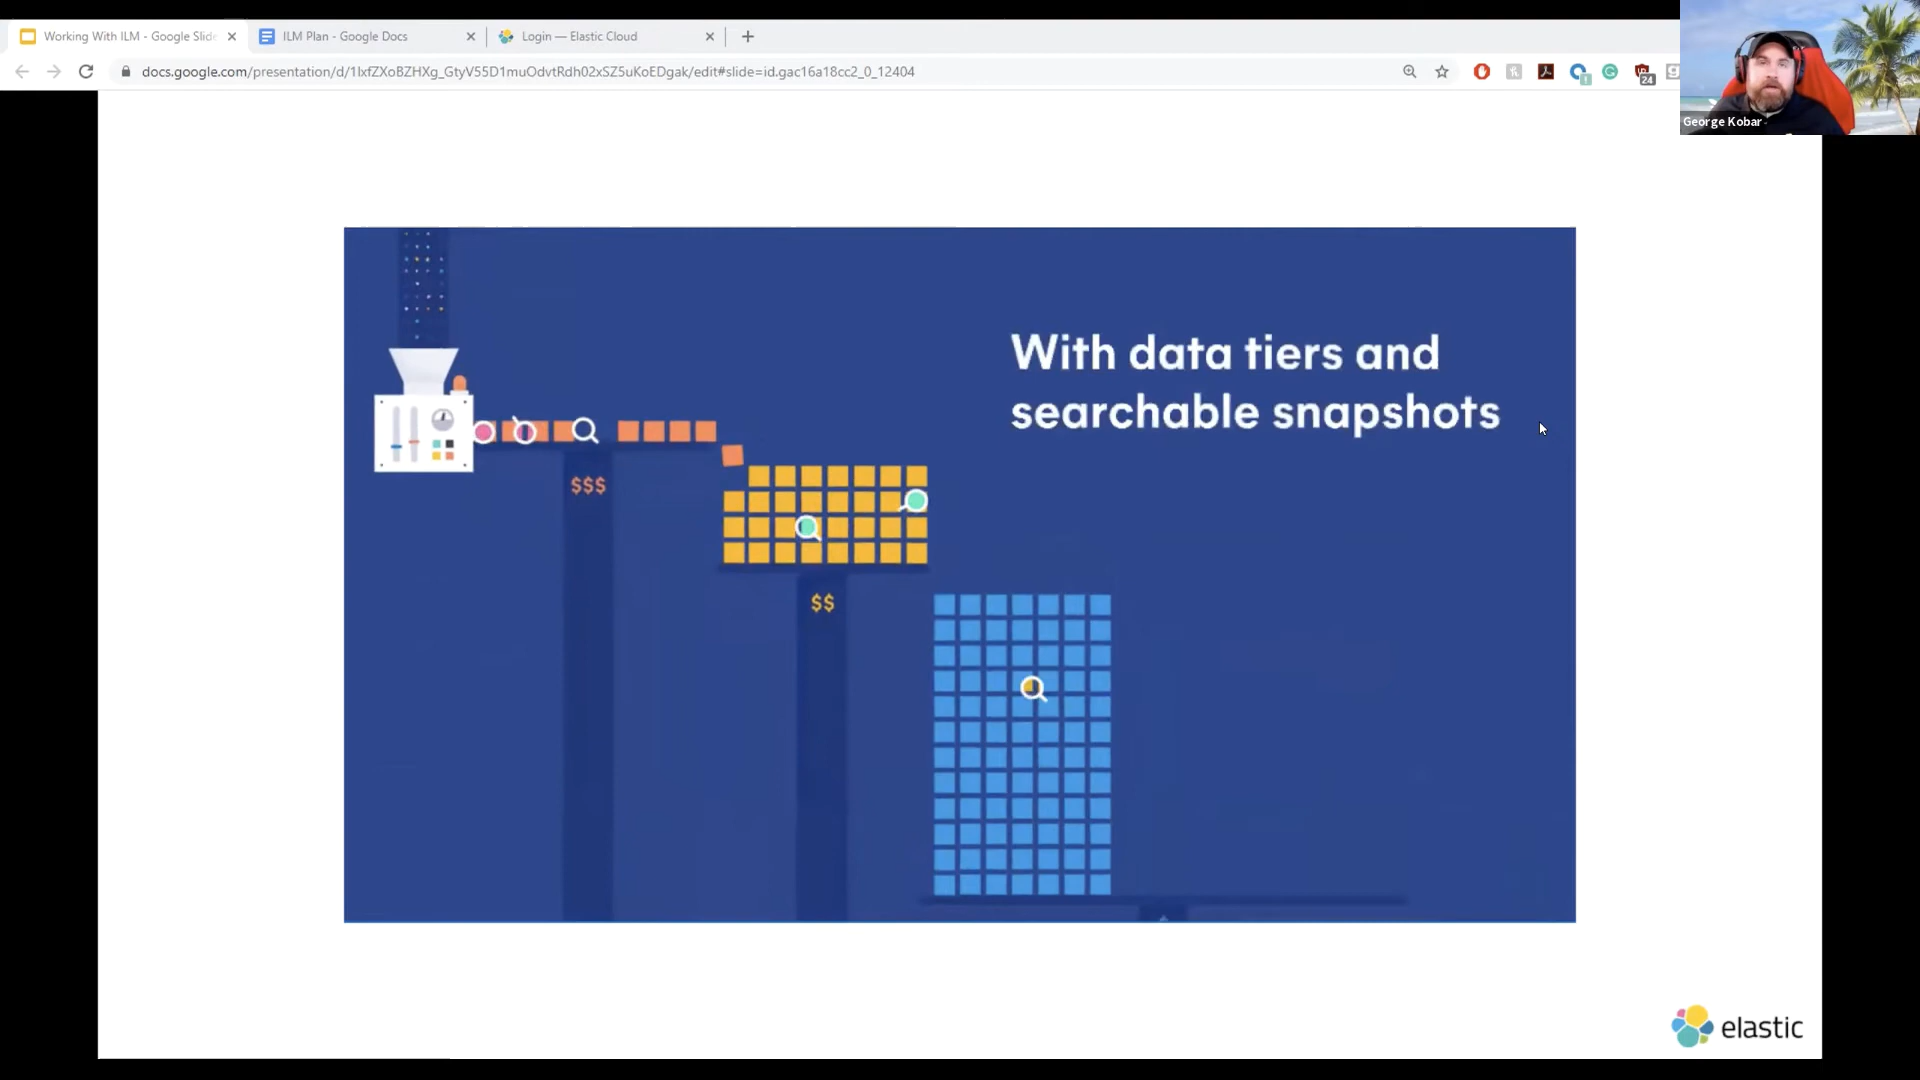 Working With ILM - Google Slide
ILM Plan - Google Docs
Login — Elastic Cloud
docs.google.com/presentation/d/1lxfZXoBZHXg_GtyV55D1muOdvtRdh02xSZ5uKoEDgak/edit#slide=id.gac16a18cc2_0_12404
24
George Kobar
With data tiers and
searchable snapshots
$$$
$$
elastic